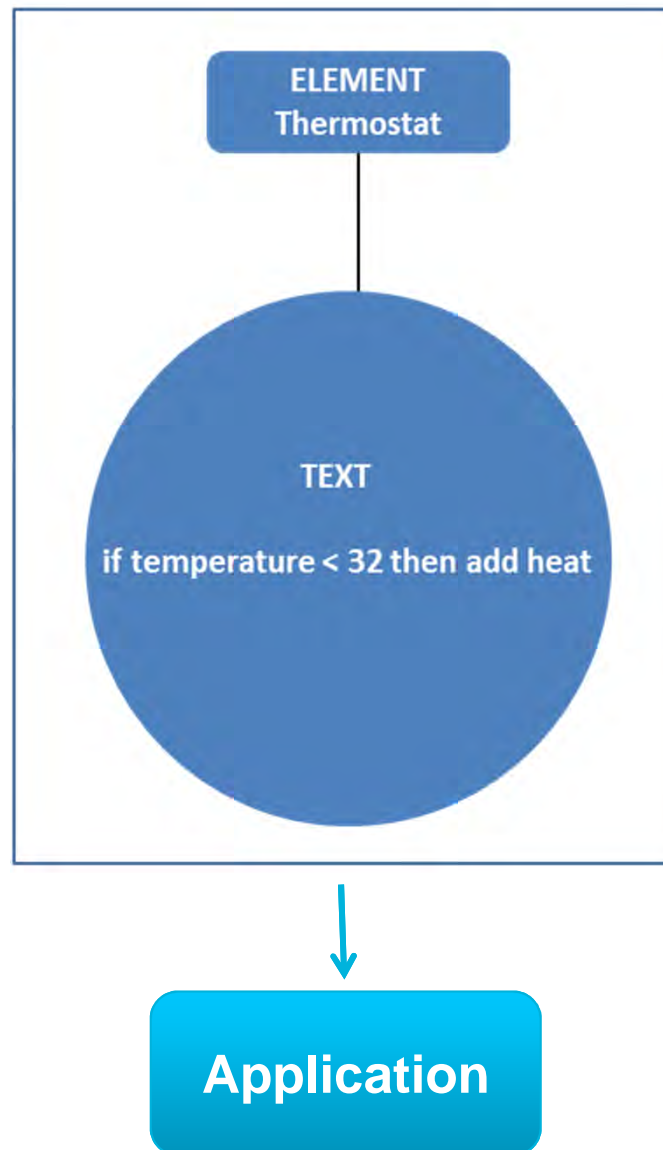 ELEMENT
Thermostat
TEXT
if temperature < 32 then add heat
Application